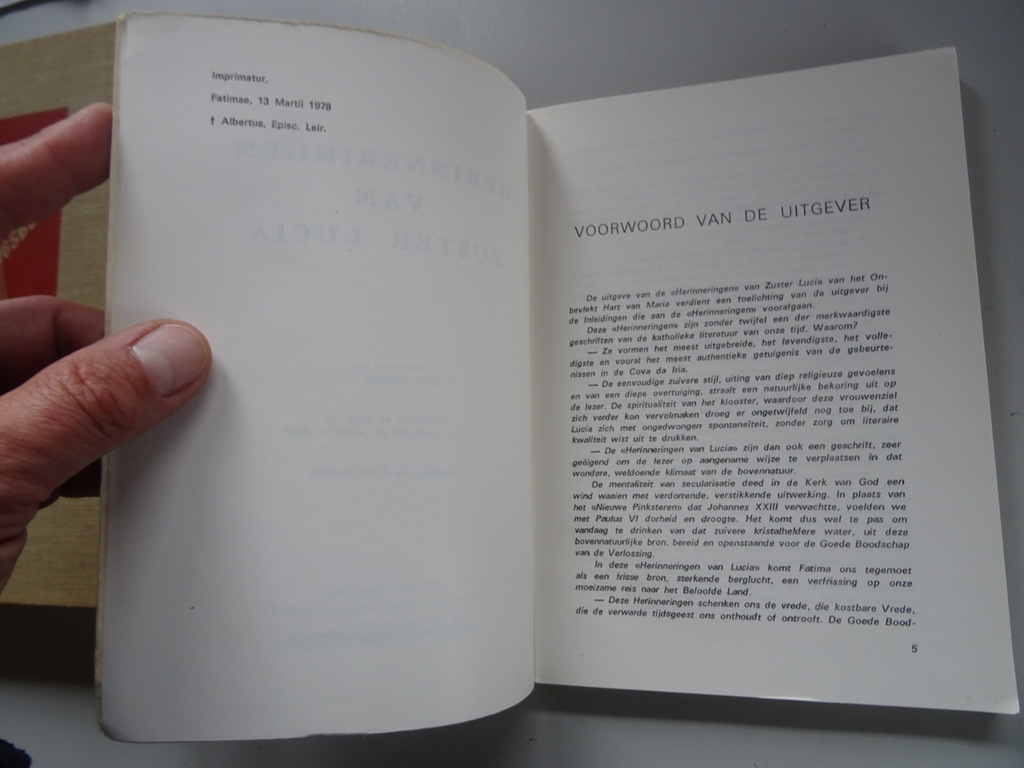 Imprimatur,
Fatimae, 13 Martii 1978
† Albertus, Episc. Leir.
HERINNERINGEN
VAN
ZUSTER LUCIA
VOORWOORD VAN DE UITGEVER
De uitgave van de «Herinneringen» van Zuster Lucia van het On-
bevlekt Hart van Maria verdient een toelichting van de uitgever bij
de Inleidingen die aan de «Herinneringen» voorafgaan.
Deze «Herinneringen» zijn zonder twijfel een der merkwaardigste
geschriften van de katholieke literatuur van onze tijd. Waarom?
— Ze vormen het meest uitgebreide, het levendigste, het volle-
digste en vooral het meest authentieke getuigenis van de gebeurte-
nissen in de Cova da Iria.
— De eenvoudige zuivere stijl, uiting van diep religieuze gevoelens
en van een diepe overtuiging, straalt een natuurlijke bekoring uit op
de lezer. De spiritualiteit van het klooster, waardoor deze vrouwenziel
zich verder kon vervolmaken droeg er ongetwijfeld nog toe bij, dat
Lucia zich met ongedwongen spontaneïteit, zonder zorg om literaire
kwaliteit wist uit te drukken.
— De «Herinneringen van Lucia» zijn dan ook een geschrift, zeer
geëigend om de lezer op aangename wijze te verplaatsen in dat
wondere, weldoende klimaat van de bovennatuur.
De mentaliteit van secularisatie deed in de Kerk van God een
wind waaien met verdorrende, verstikkende uitwerking. In plaats van
het «Nieuwe Pinksteren» dat Johannes XXIII verwachtte, voelden we
met Paulus VI dorheid en droogte. Het komt dus wel te pas om
vandaag te drinken van dat zuivere kristalheldere water, uit deze
bovennatuurlijke bron, bereid en openstaande voor de Goede Boodschap
van de Verlossing.
In deze «Herinneringen van Lucia» komt Fatima ons tegemoet
als een frisse bron, sterkende berglucht, een verfrissing op onze
moeizame reis naar het Beloofde Land.
— Deze Herinneringen schenken ons de vrede, die kostbare Vrede,
die de verwarde tijdsgeest ons onthoudt of ontrooft. De Goede Bood-
5